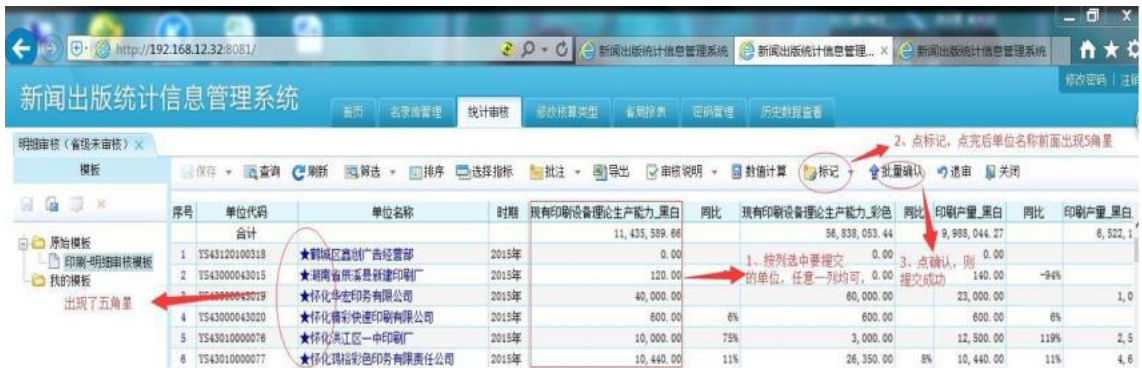 http://192.168.12.32:8081/
新闻出版统计信息管理系统
新闻出版统计信息管理...
新闻出版统计信息管理系统
修改密码 | 注销
新闻出版统计信息管理系统
首页 名录库管理 统计审核 修改核算类型 省局报表 密码管理 历史数据查看
明细审核（省级未审核）
2、点标记，点完后单位名称前面出现5角星
模板
保存 查询 刷新 筛选 排序 选择指标 批注 导出 审核说明 数值计算 标记 批量确认 退审 关闭
序号 单位代码 单位名称 时期 现有印刷设备理论生产能力_黑白 同比 现有印刷设备理论生产能力_彩色 同比 印刷产量_黑白 同比 印刷产量_黑白
合计 11,435,589.66 56,838,053.44 9,988,044.27 6,522,1
原始模板
印刷-明细审核模板
我的模板
出现了五角星
1 YS43120100318 ★鹤城区鑫创广告经营部 2015年 0.00 0.00 0.00
2 YS43000043015 ★湖南省辰溪县新建印刷厂 2015年 120.00 0.00 140.00 -94%
3 YS43000043019 ★怀化华宏印务有限公司 2015年 40,000.00 60,000.00 23,000.00 1,0
4 YS43000043020 ★怀化精彩快速印刷有限公司 2015年 600.00 6% 600.00 600.00 6%
5 YS43010000076 ★怀化洪江区一中印刷厂 2015年 10,000.00 75% 3,000.00 12,500.00 119% 2,5
6 YS43010000077 ★怀化鸿裕彩色印务有限责任公司 2015年 10,440.00 11% 26,350.00 8% 10,440.00 11% 4,6
1、按列选中要提交
的单位，任意一列均可，
3、点确认，则
提交成功